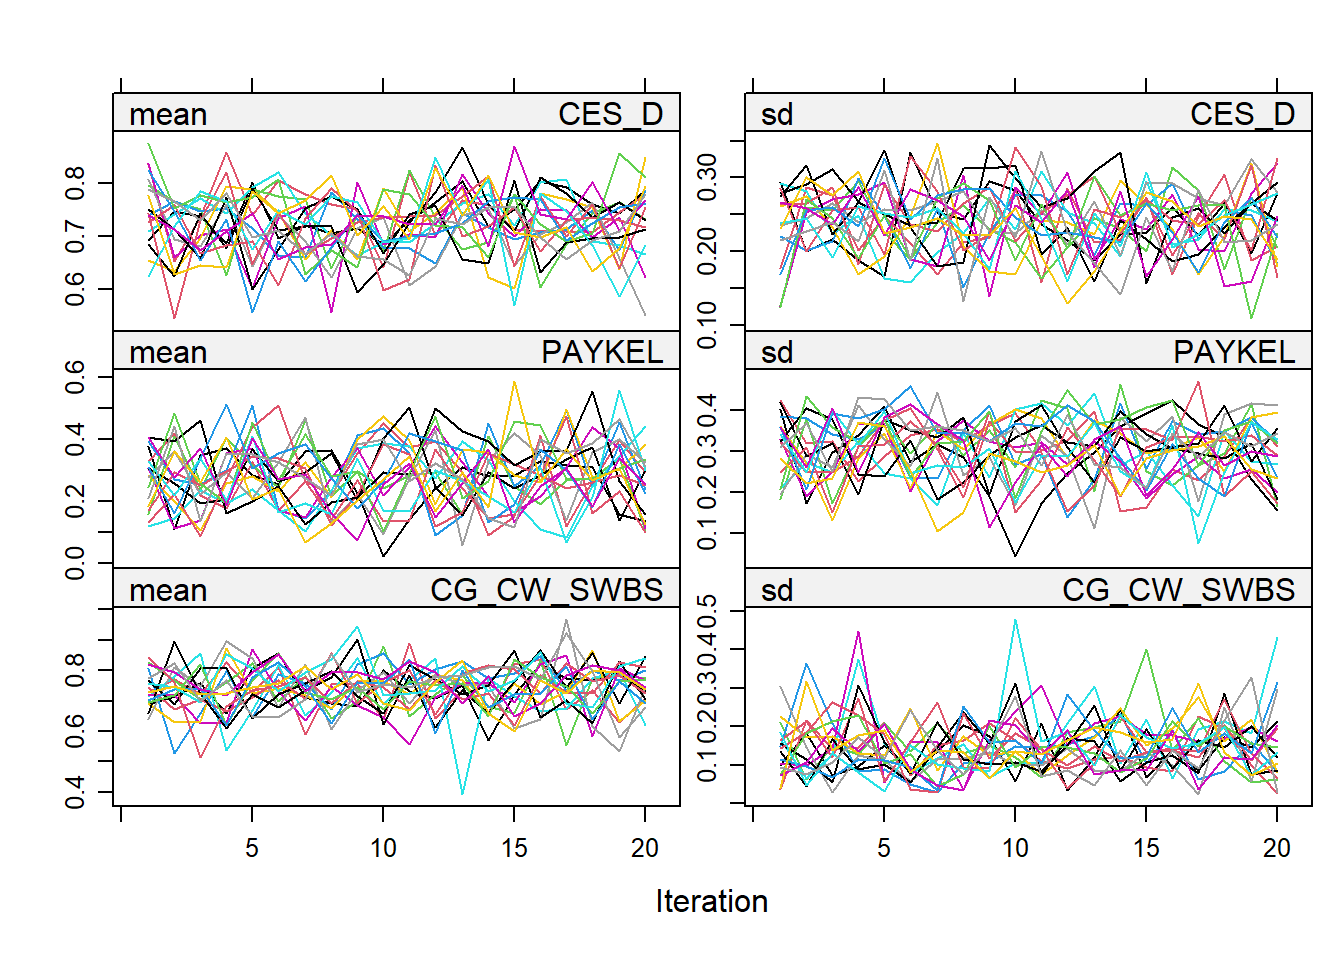 mean CES_D
sd CES_D
0.6 0.7 0.8
0.10 0.20 0.30
mean PAYKEL
sd PAYKEL
0.0 0.2 0.4 0.6
0.1 0.2 0.3 0.4
mean CG_CW_SWBS
sd CG_CW_SWBS
0.4 0.6 0.8
0.1 0.2 0.3 0.4 0.5
5 10 15 20
5 10 15 20
Iteration